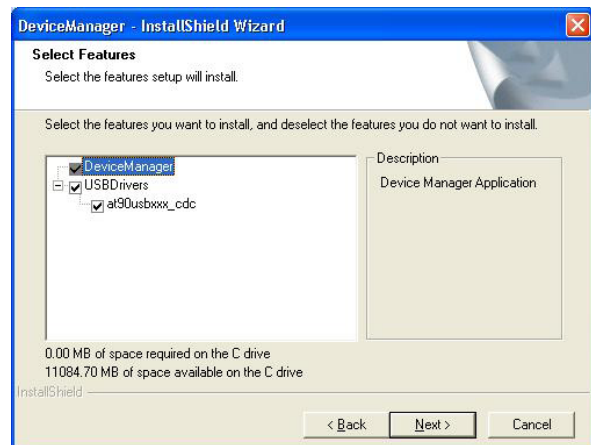 DeviceManager - InstallShield Wizard
Select Features
Select the features setup will install.
Select the features you want to install, and deselect the features you do not want to install.
DeviceManager
USBDrivers
at90usbxxx_cdc
Description
Device Manager Application
0.00 MB of space required on the C drive
11084.70 MB of space available on the C drive
InstallShield
< Back
Next >
Cancel